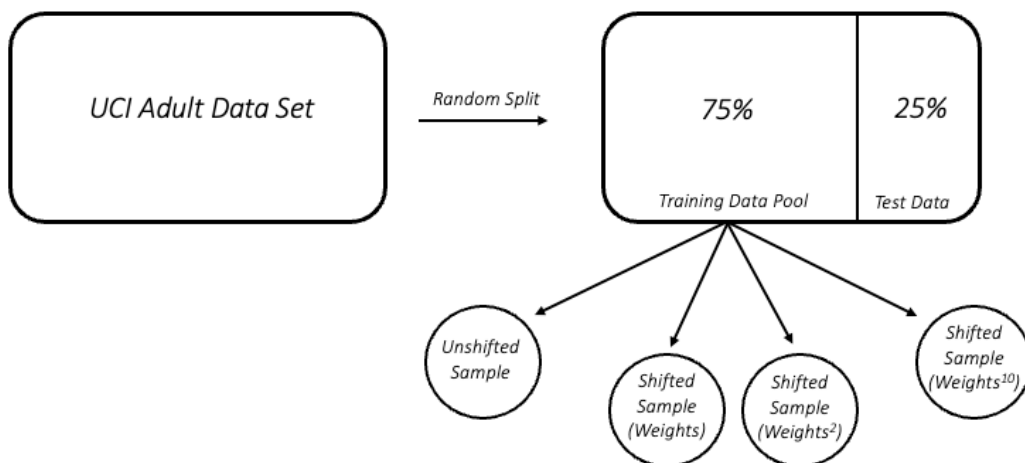 UCI Adult Data Set
Random Split
75%
25%
Training Data Pool
Test Data
Unshifted
Sample
Shifted
Sample
(Weights)
Shifted
Sample
(Weights²)
Shifted
Sample
(Weights¹⁰)